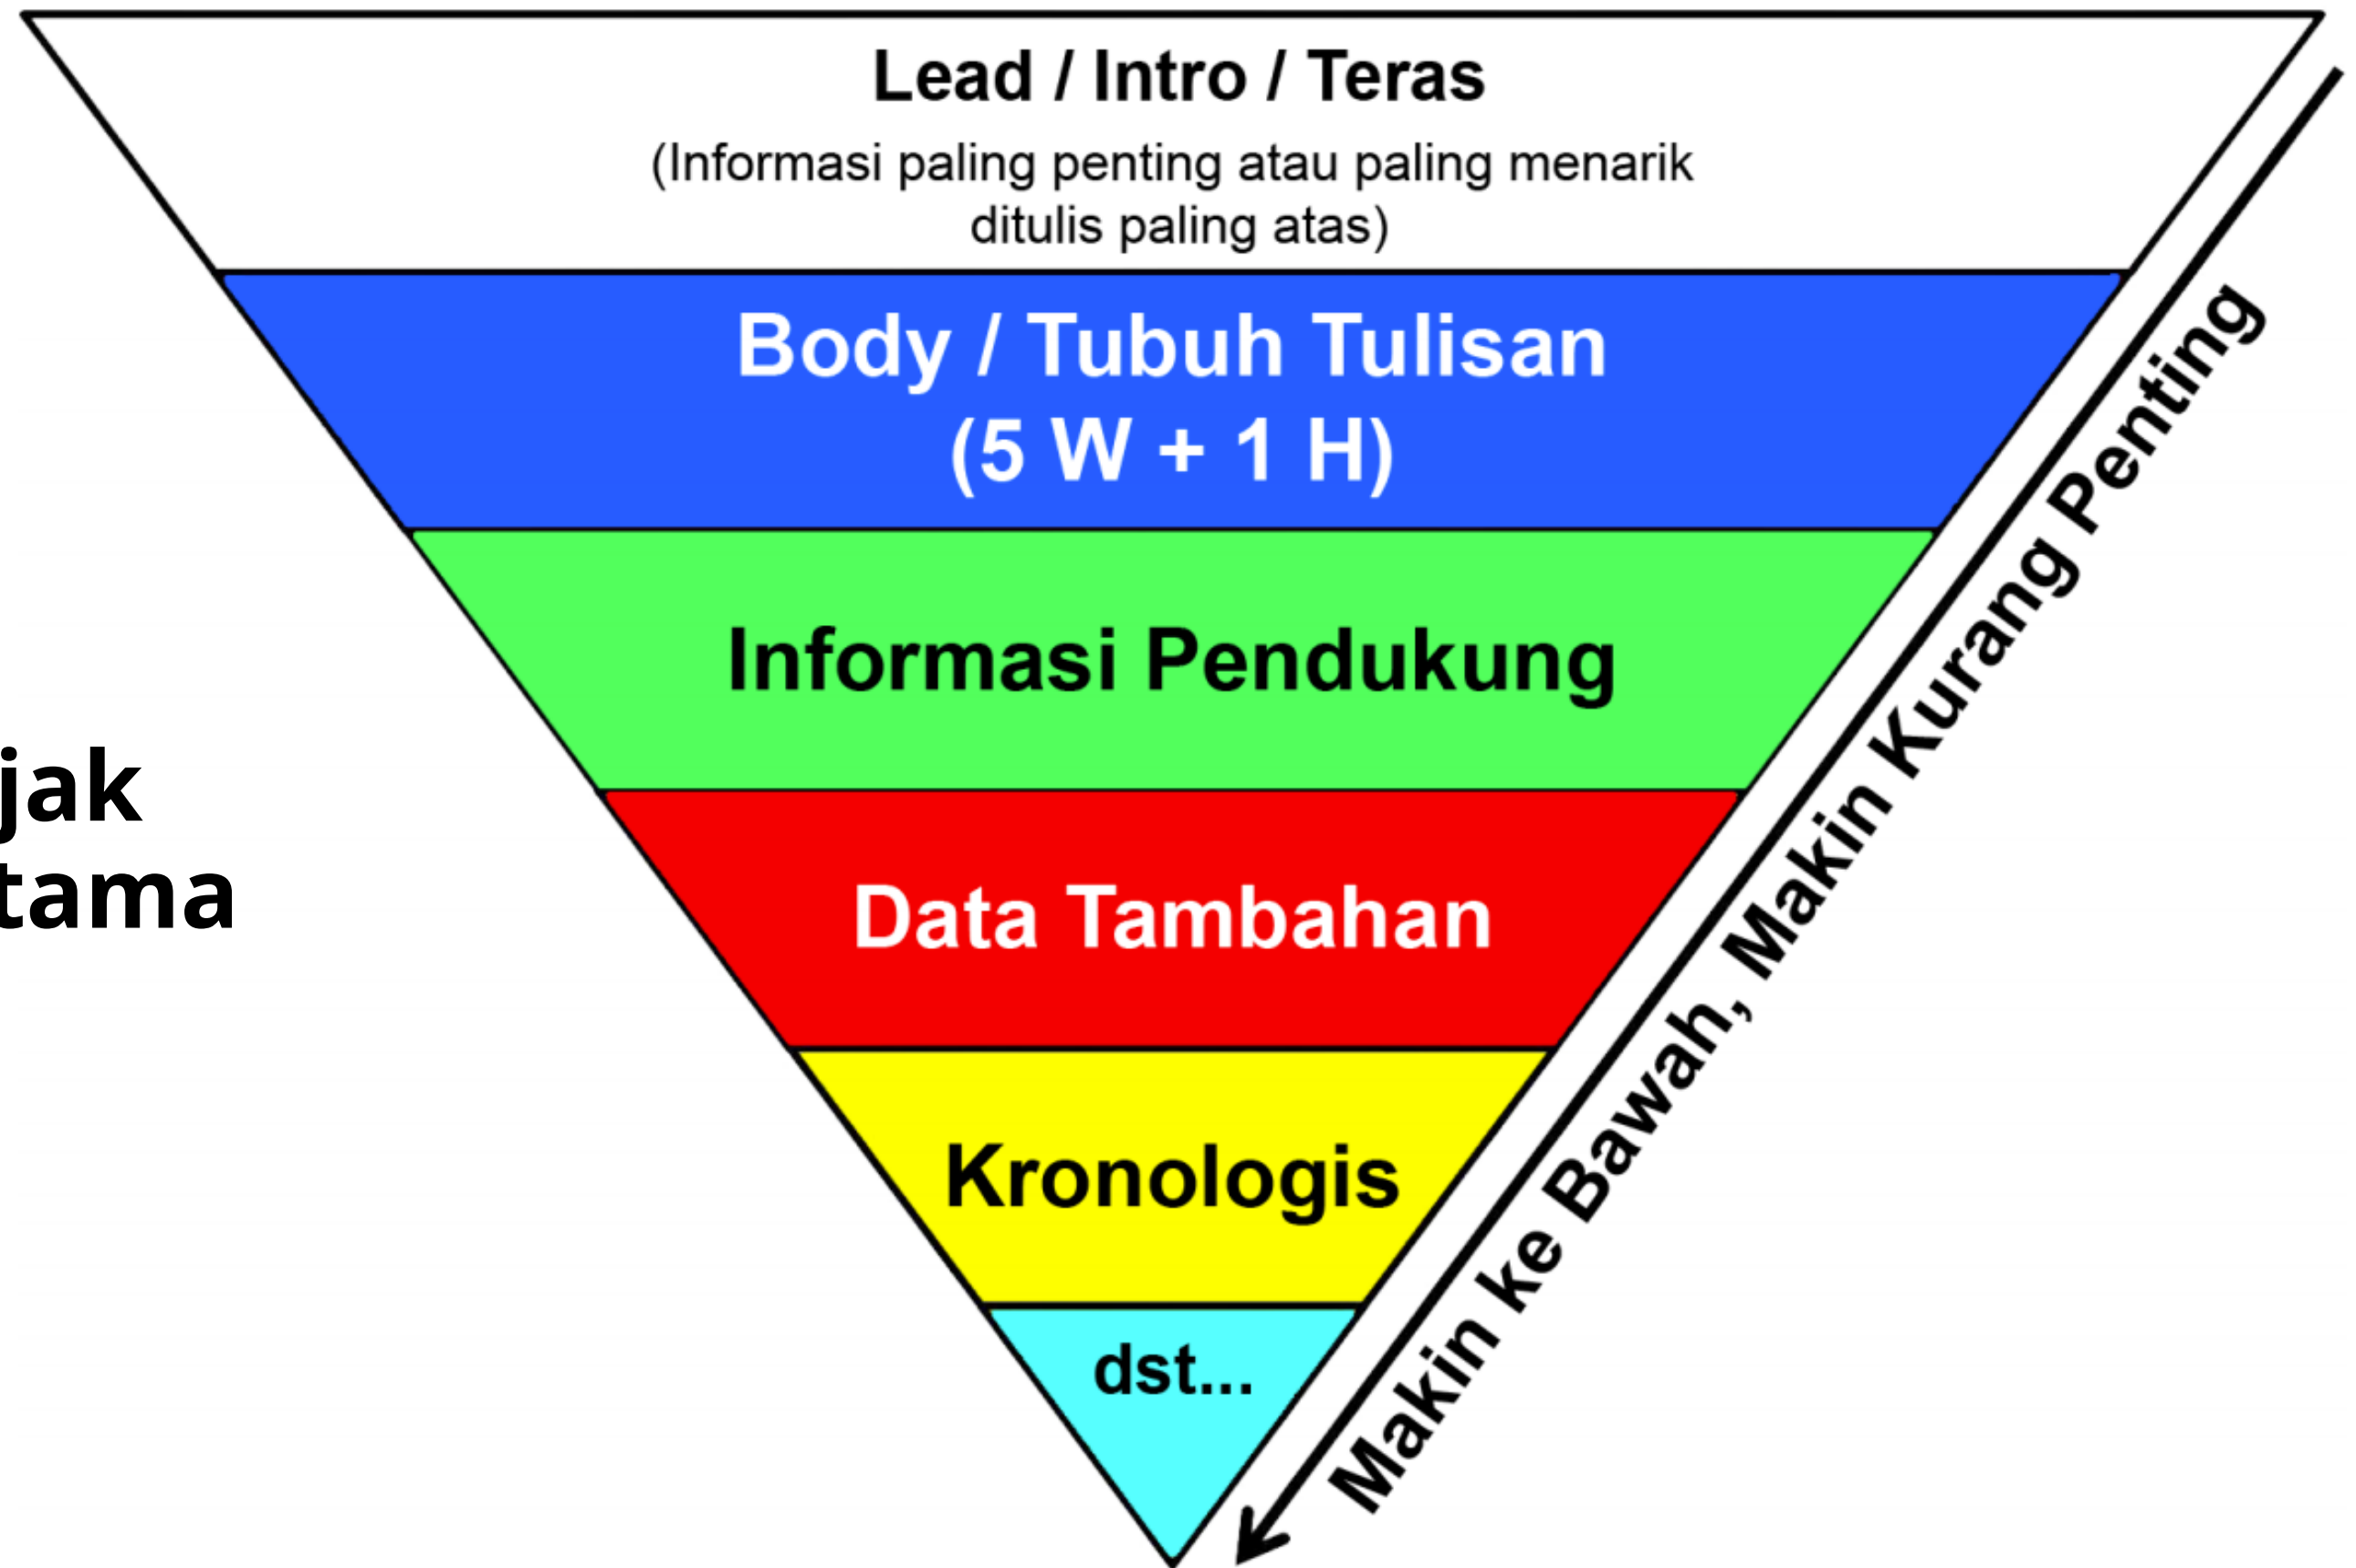 Lead / Intro / Teras
(Informasi paling penting atau paling menarik
ditulis paling atas)
Body / Tubuh Tulisan
(5 W + 1 H)
Informasi Pendukung
Data Tambahan
Kronologis
dst...
Makin ke Bawah, Makin Kurang Penting
jak
tama